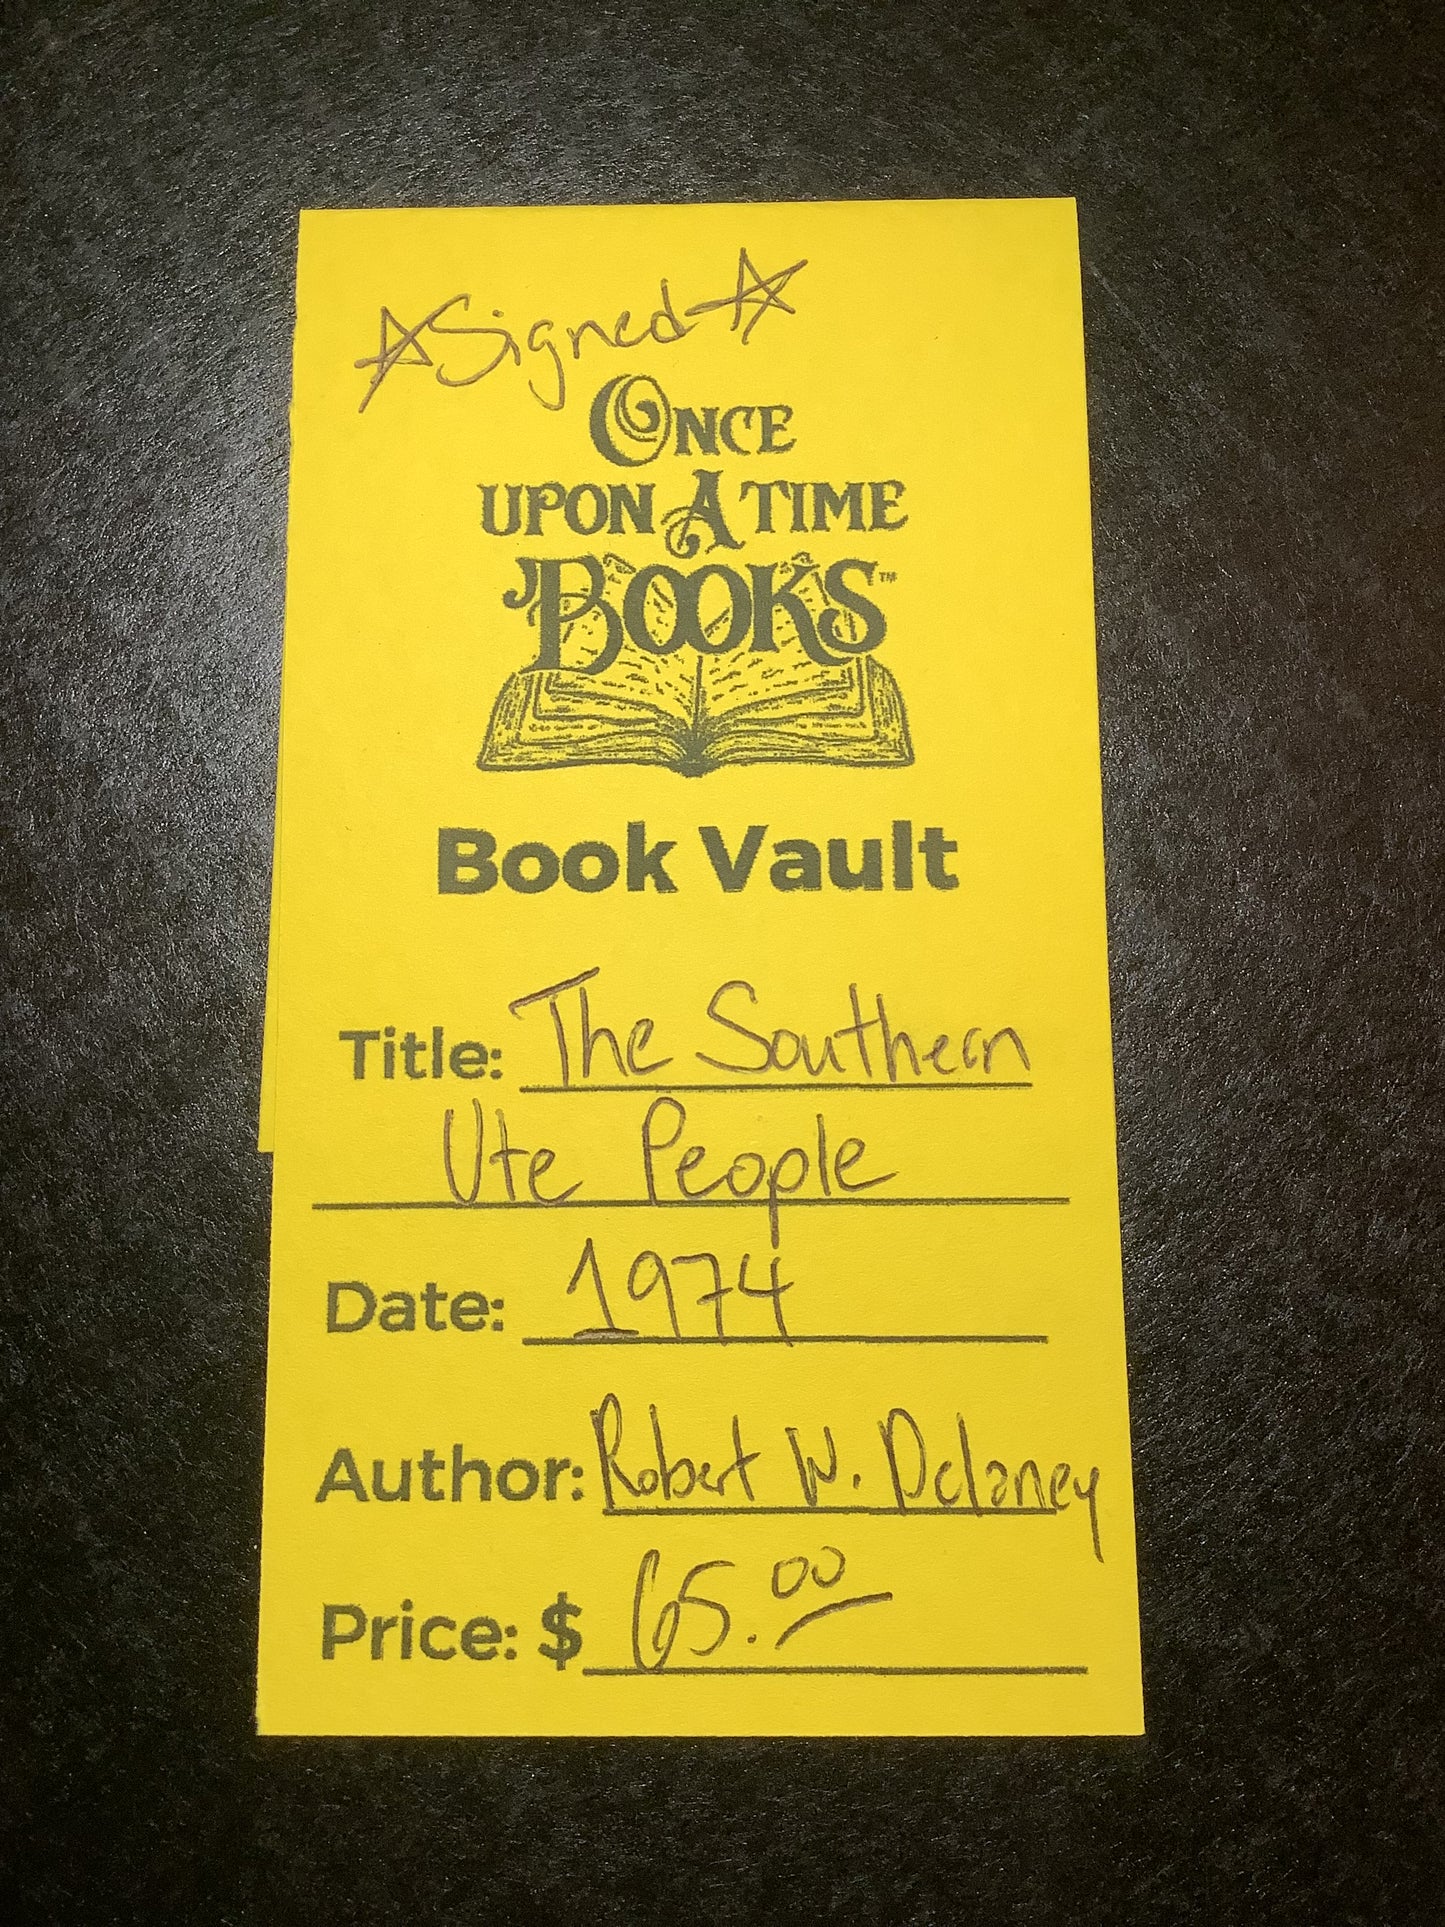 ☆Signed☆
ONCE
UPON A TIME
BOOKS™
Book Vault
Title: The Southern
Ute People
Date: 1974
Author: Robert W. Delaney
Price: $ 65.00